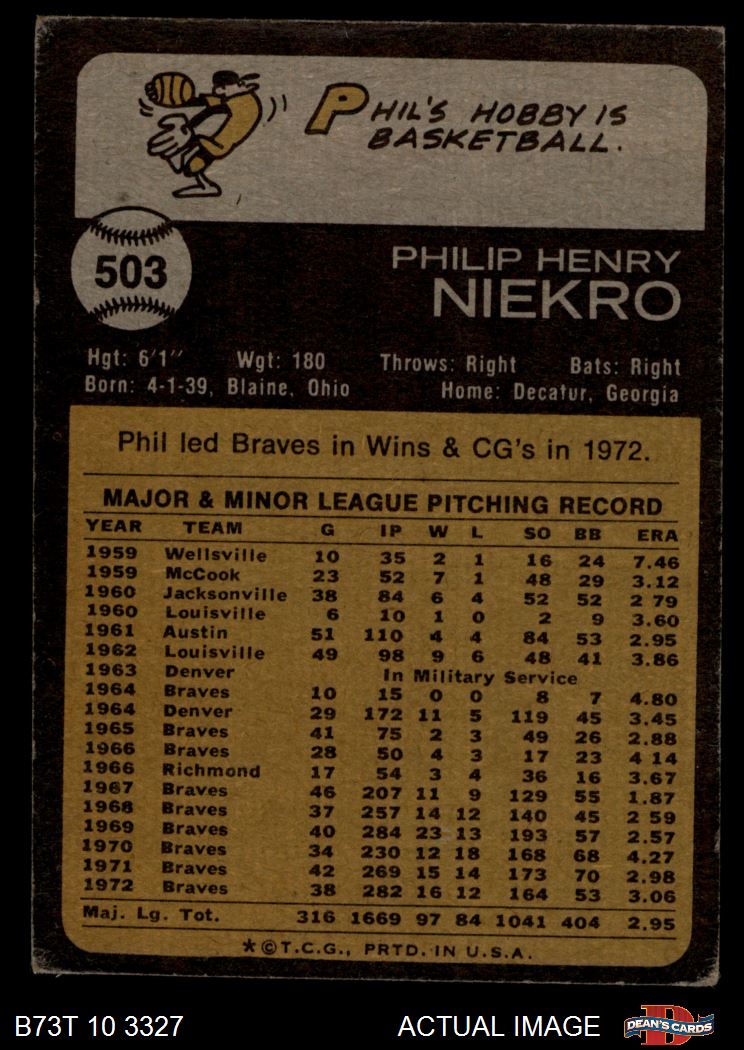 PHIL'S HOBBY IS
BASKETBALL.
503
PHILIP HENRY
NIEKRO
Hgt: 6'1" Wgt: 180 Throws: Right Bats: Right
Born: 4-1-39, Blaine, Ohio Home: Decatur, Georgia
Phil led Braves in Wins & CG's in 1972.
MAJOR & MINOR LEAGUE PITCHING RECORD
YEAR TEAM G IP W L SO BB ERA
1959 Wellsville 10 35 2 1 16 24 7.46
1959 McCook 23 52 7 1 48 29 3.12
1960 Jacksonville 38 84 6 4 52 52 2 79
1960 Louisville 6 10 1 0 2 9 3.60
1961 Austin 51 110 4 4 84 53 2.95
1962 Louisville 49 98 9 6 48 41 3.86
1963 Denver In Military Service
1964 Braves 10 15 0 0 8 7 4.80
1964 Denver 29 172 11 5 119 45 3.45
1965 Braves 41 75 2 3 49 26 2.88
1966 Braves 28 50 4 3 17 23 4 14
1966 Richmond 17 54 3 4 36 16 3.67
1967 Braves 46 207 11 9 129 55 1.87
1968 Braves 37 257 14 12 140 45 2 59
1969 Braves 40 284 23 13 193 57 2.57
1970 Braves 34 230 12 18 168 68 4.27
1971 Braves 42 269 15 14 173 70 2.98
1972 Braves 38 282 16 12 164 53 3.06
Maj. Lg. Tot. 316 1669 97 84 1041 404 2.95
*©T.C.G., PRTD. IN U.S.A.
B73T 10 3327 ACTUAL IMAGE DEAN'S CARDS